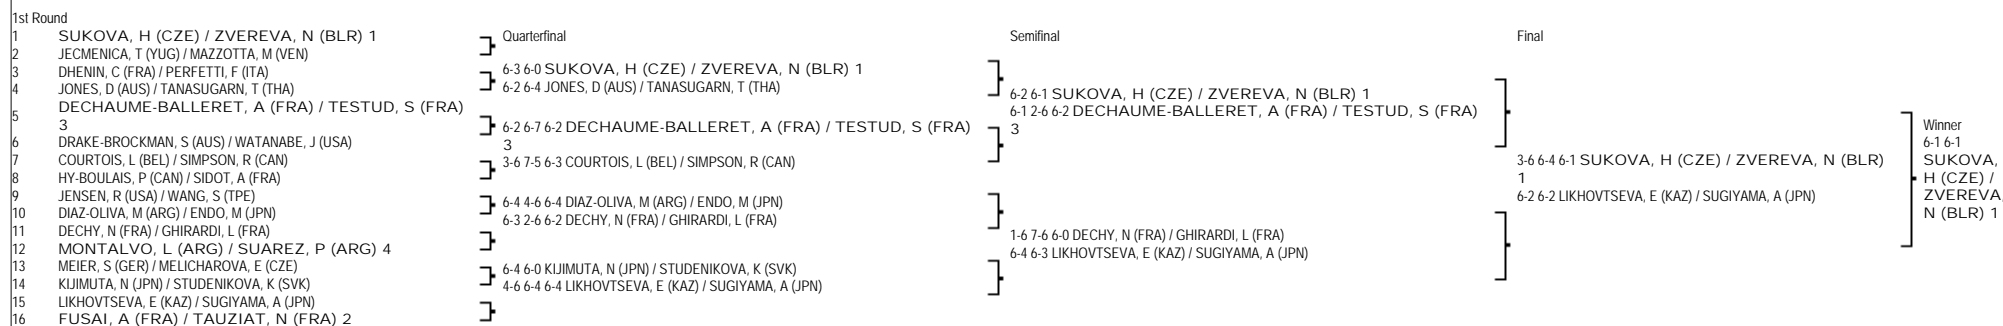 1st Round
1 SUKOVA, H (CZE) / ZVEREVA, N (BLR) 1
2 JECMENICA, T (YUG) / MAZZOTTA, M (VEN)
3 DHENIN, C (FRA) / PERFETTI, F (ITA)
4 JONES, D (AUS) / TANASUGARN, T (THA)
5 DECHAUME-BALLERET, A (FRA) / TESTUD, S (FRA)
3
6 DRAKE-BROCKMAN, S (AUS) / WATANABE, J (USA)
7 COURTOIS, L (BEL) / SIMPSON, R (CAN)
8 HY-BOULAIS, P (CAN) / SIDOT, A (FRA)
9 JENSEN, R (USA) / WANG, S (TPE)
10 DIAZ-OLIVA, M (ARG) / ENDO, M (JPN)
11 DECHY, N (FRA) / GHIRARDI, L (FRA)
12 MONTALVO, L (ARG) / SUAREZ, P (ARG) 4
13 MEIER, S (GER) / MELICHAROVA, E (CZE)
14 KIJIMUTA, N (JPN) / STUDENIKOVA, K (SVK)
15 LIKHOVTSEVA, E (KAZ) / SUGIYAMA, A (JPN)
16 FUSAI, A (FRA) / TAUZIAT, N (FRA) 2
Quarterfinal
6-3 6-0 SUKOVA, H (CZE) / ZVEREVA, N (BLR) 1
6-2 6-4 JONES, D (AUS) / TANASUGARN, T (THA)
6-2 6-7 6-2 DECHAUME-BALLERET, A (FRA) / TESTUD, S (FRA)
3
3-6 7-5 6-3 COURTOIS, L (BEL) / SIMPSON, R (CAN)
6-4 4-6 6-4 DIAZ-OLIVA, M (ARG) / ENDO, M (JPN)
6-3 2-6 6-2 DECHY, N (FRA) / GHIRARDI, L (FRA)
6-4 6-0 KIJIMUTA, N (JPN) / STUDENIKOVA, K (SVK)
4-6 6-4 6-4 LIKHOVTSEVA, E (KAZ) / SUGIYAMA, A (JPN)
Semifinal
6-2 6-1 SUKOVA, H (CZE) / ZVEREVA, N (BLR) 1
6-1 2-6 6-2 DECHAUME-BALLERET, A (FRA) / TESTUD, S (FRA)
3
1-6 7-6 6-0 DECHY, N (FRA) / GHIRARDI, L (FRA)
6-4 6-3 LIKHOVTSEVA, E (KAZ) / SUGIYAMA, A (JPN)
Final
3-6 6-4 6-1 SUKOVA, H (CZE) / ZVEREVA, N (BLR)
1
6-2 6-2 LIKHOVTSEVA, E (KAZ) / SUGIYAMA, A (JPN)
Winner
6-1 6-1
SUKOVA,
H (CZE) /
ZVEREVA,
N (BLR) 1